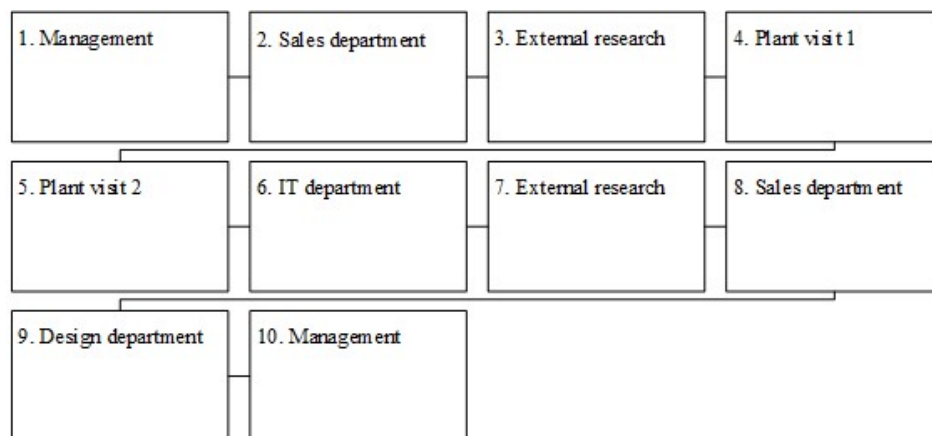 1. Management
2. Sales department
3. External research
4. Plant visit 1
5. Plant visit 2
6. IT department
7. External research
8. Sales department
9. Design department
10. Management